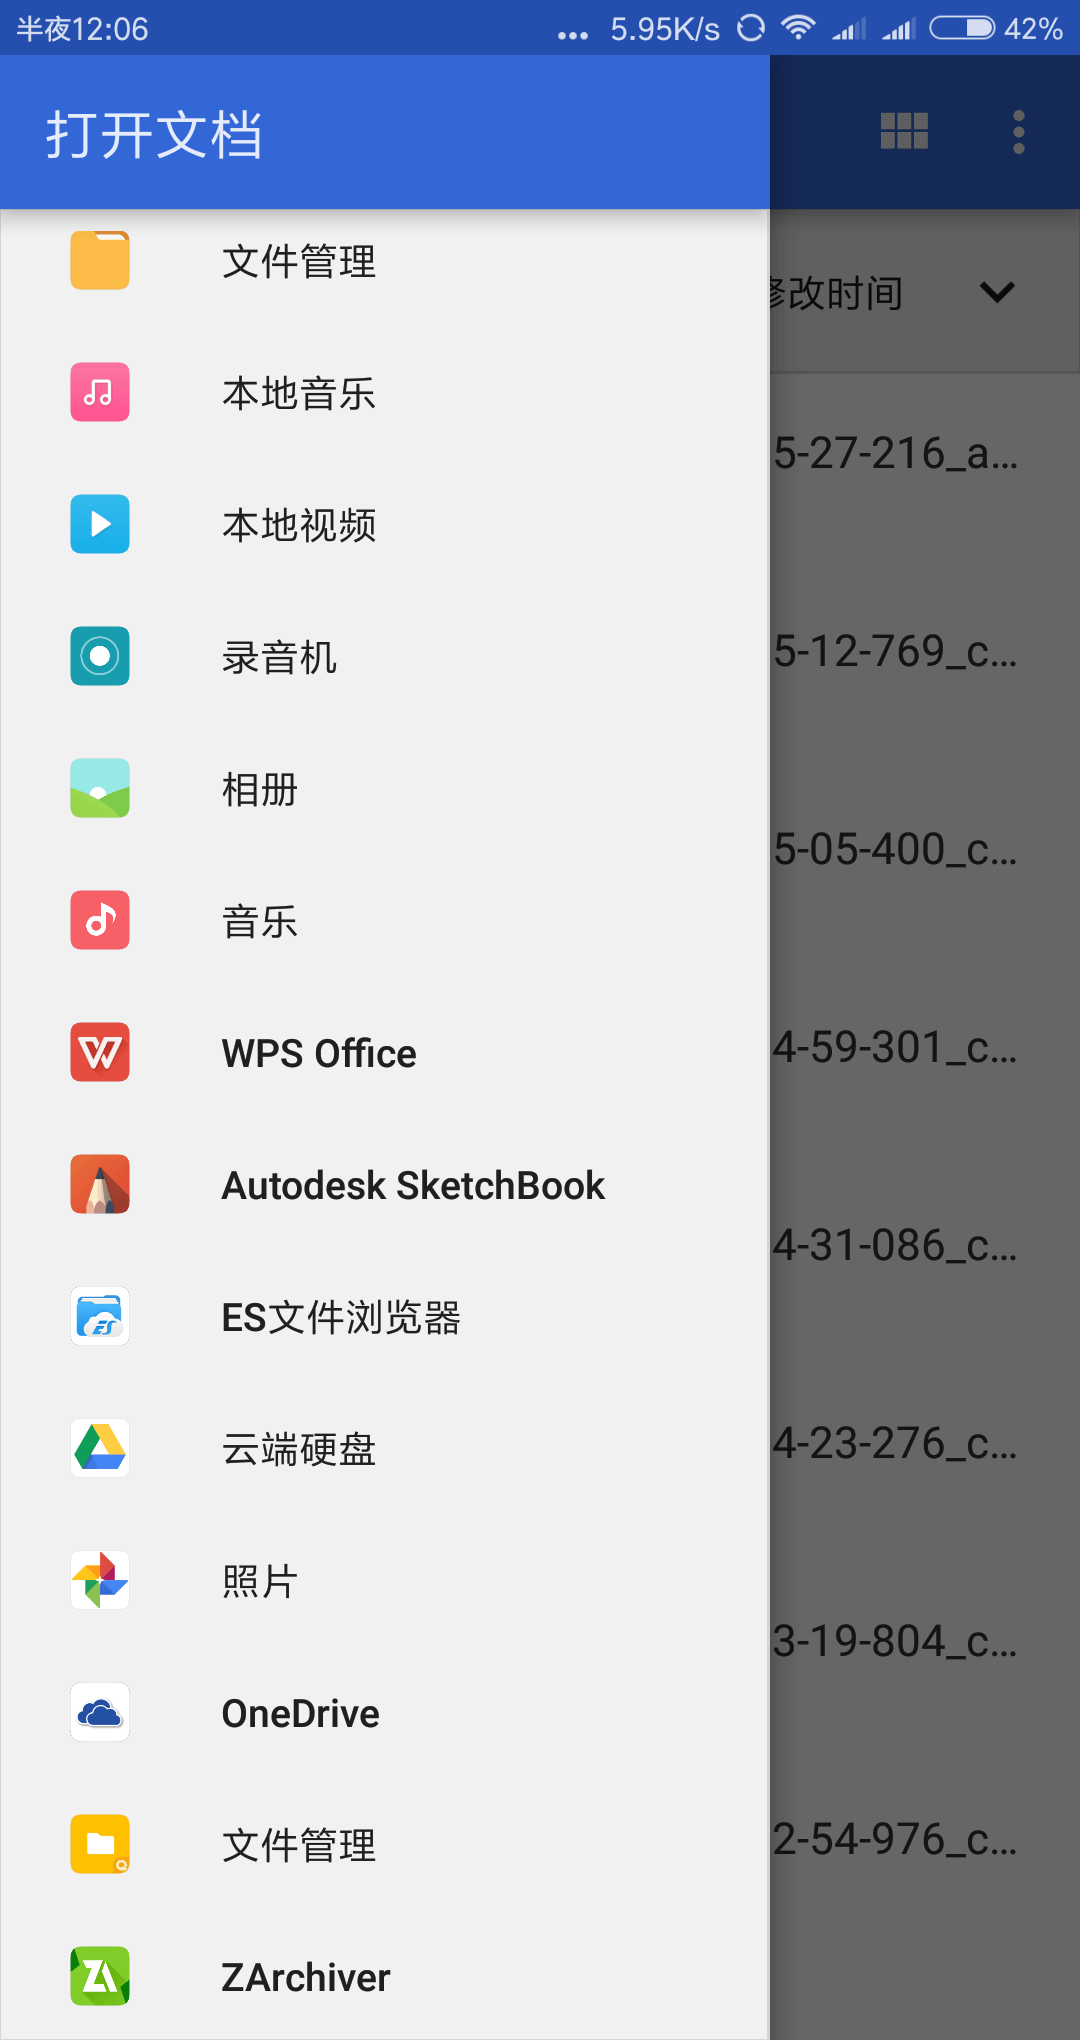 半夜12:06
... 5.95K/s 42%
打开文档
文件管理
修改时间
本地音乐
5-27-216_a...
本地视频
录音机
5-12-769_c...
相册
5-05-400_c...
音乐
WPS Office
4-59-301_c...
Autodesk SketchBook
4-31-086_c...
ES文件浏览器
云端硬盘
4-23-276_c...
照片
3-19-804_c...
OneDrive
文件管理
2-54-976_c...
ZArchiver